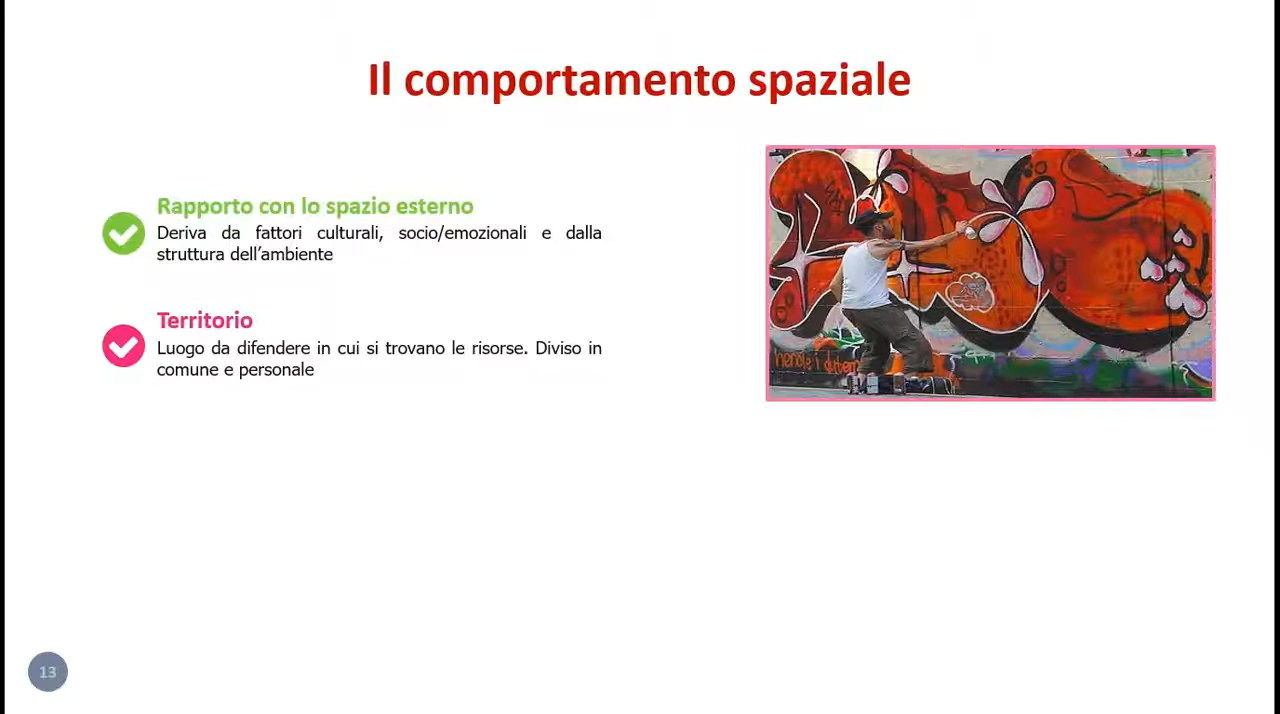 Il comportamento spaziale
Rapporto con lo spazio esterno
Deriva da fattori culturali, socio/emozionali e dalla
struttura dell’ambiente
Territorio
Luogo da difendere in cui si trovano le risorse. Diviso in
comune e personale
13